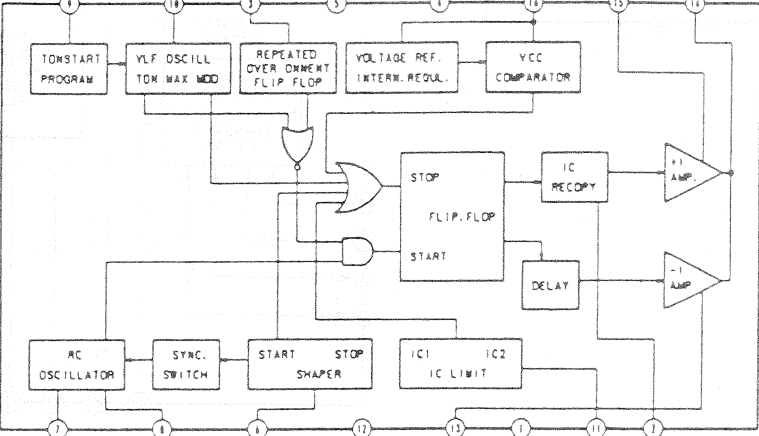 9 10 3 5 4 16 15 14
TONSTART
PROGRAM
VLF OSCILL
TON MAX MOD
REPEATED
OVER ONMENT
FLIP FLOP
VOLTAGE REF.
INTERN.REGUL.
VCC
COMPARATOR
STOP
FLIP.FLOP
START
IC
RECOPY
+1
AMP.
DELAY
-1
AMP
RC
OSCILLATOR
SYNC.
SWITCH
START STOP
SHAPER
IC1 IC2
IC LIMIT
7 8 6 12 13 1 11 2